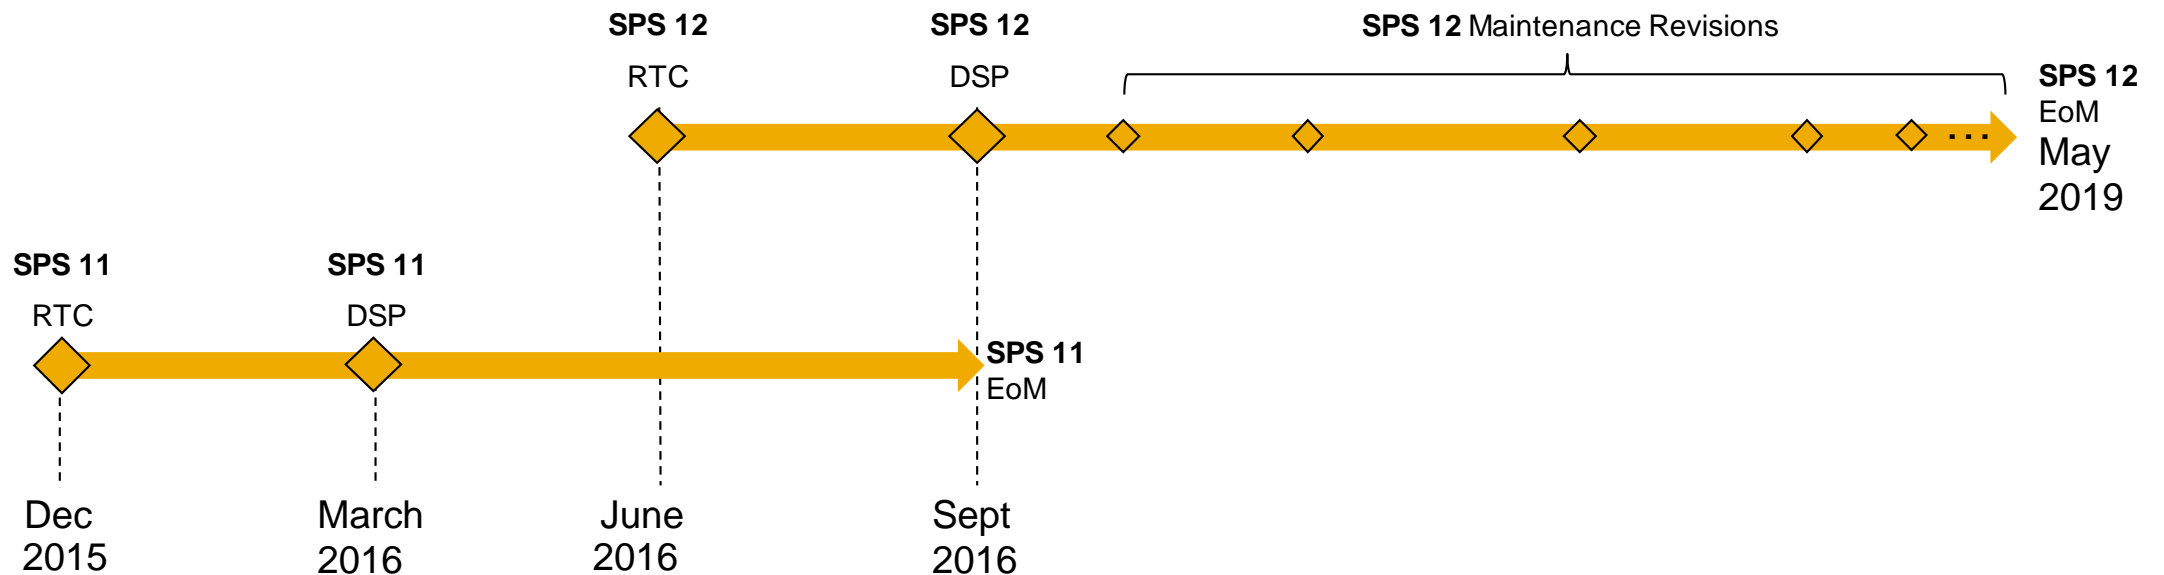 SPS 12
RTC
SPS 12
DSP
SPS 12 Maintenance Revisions
SPS 12
EoM
May
2019
...
SPS 11
RTC
SPS 11
DSP
SPS 11
EoM
Dec
2015
March
2016
June
2016
Sept
2016